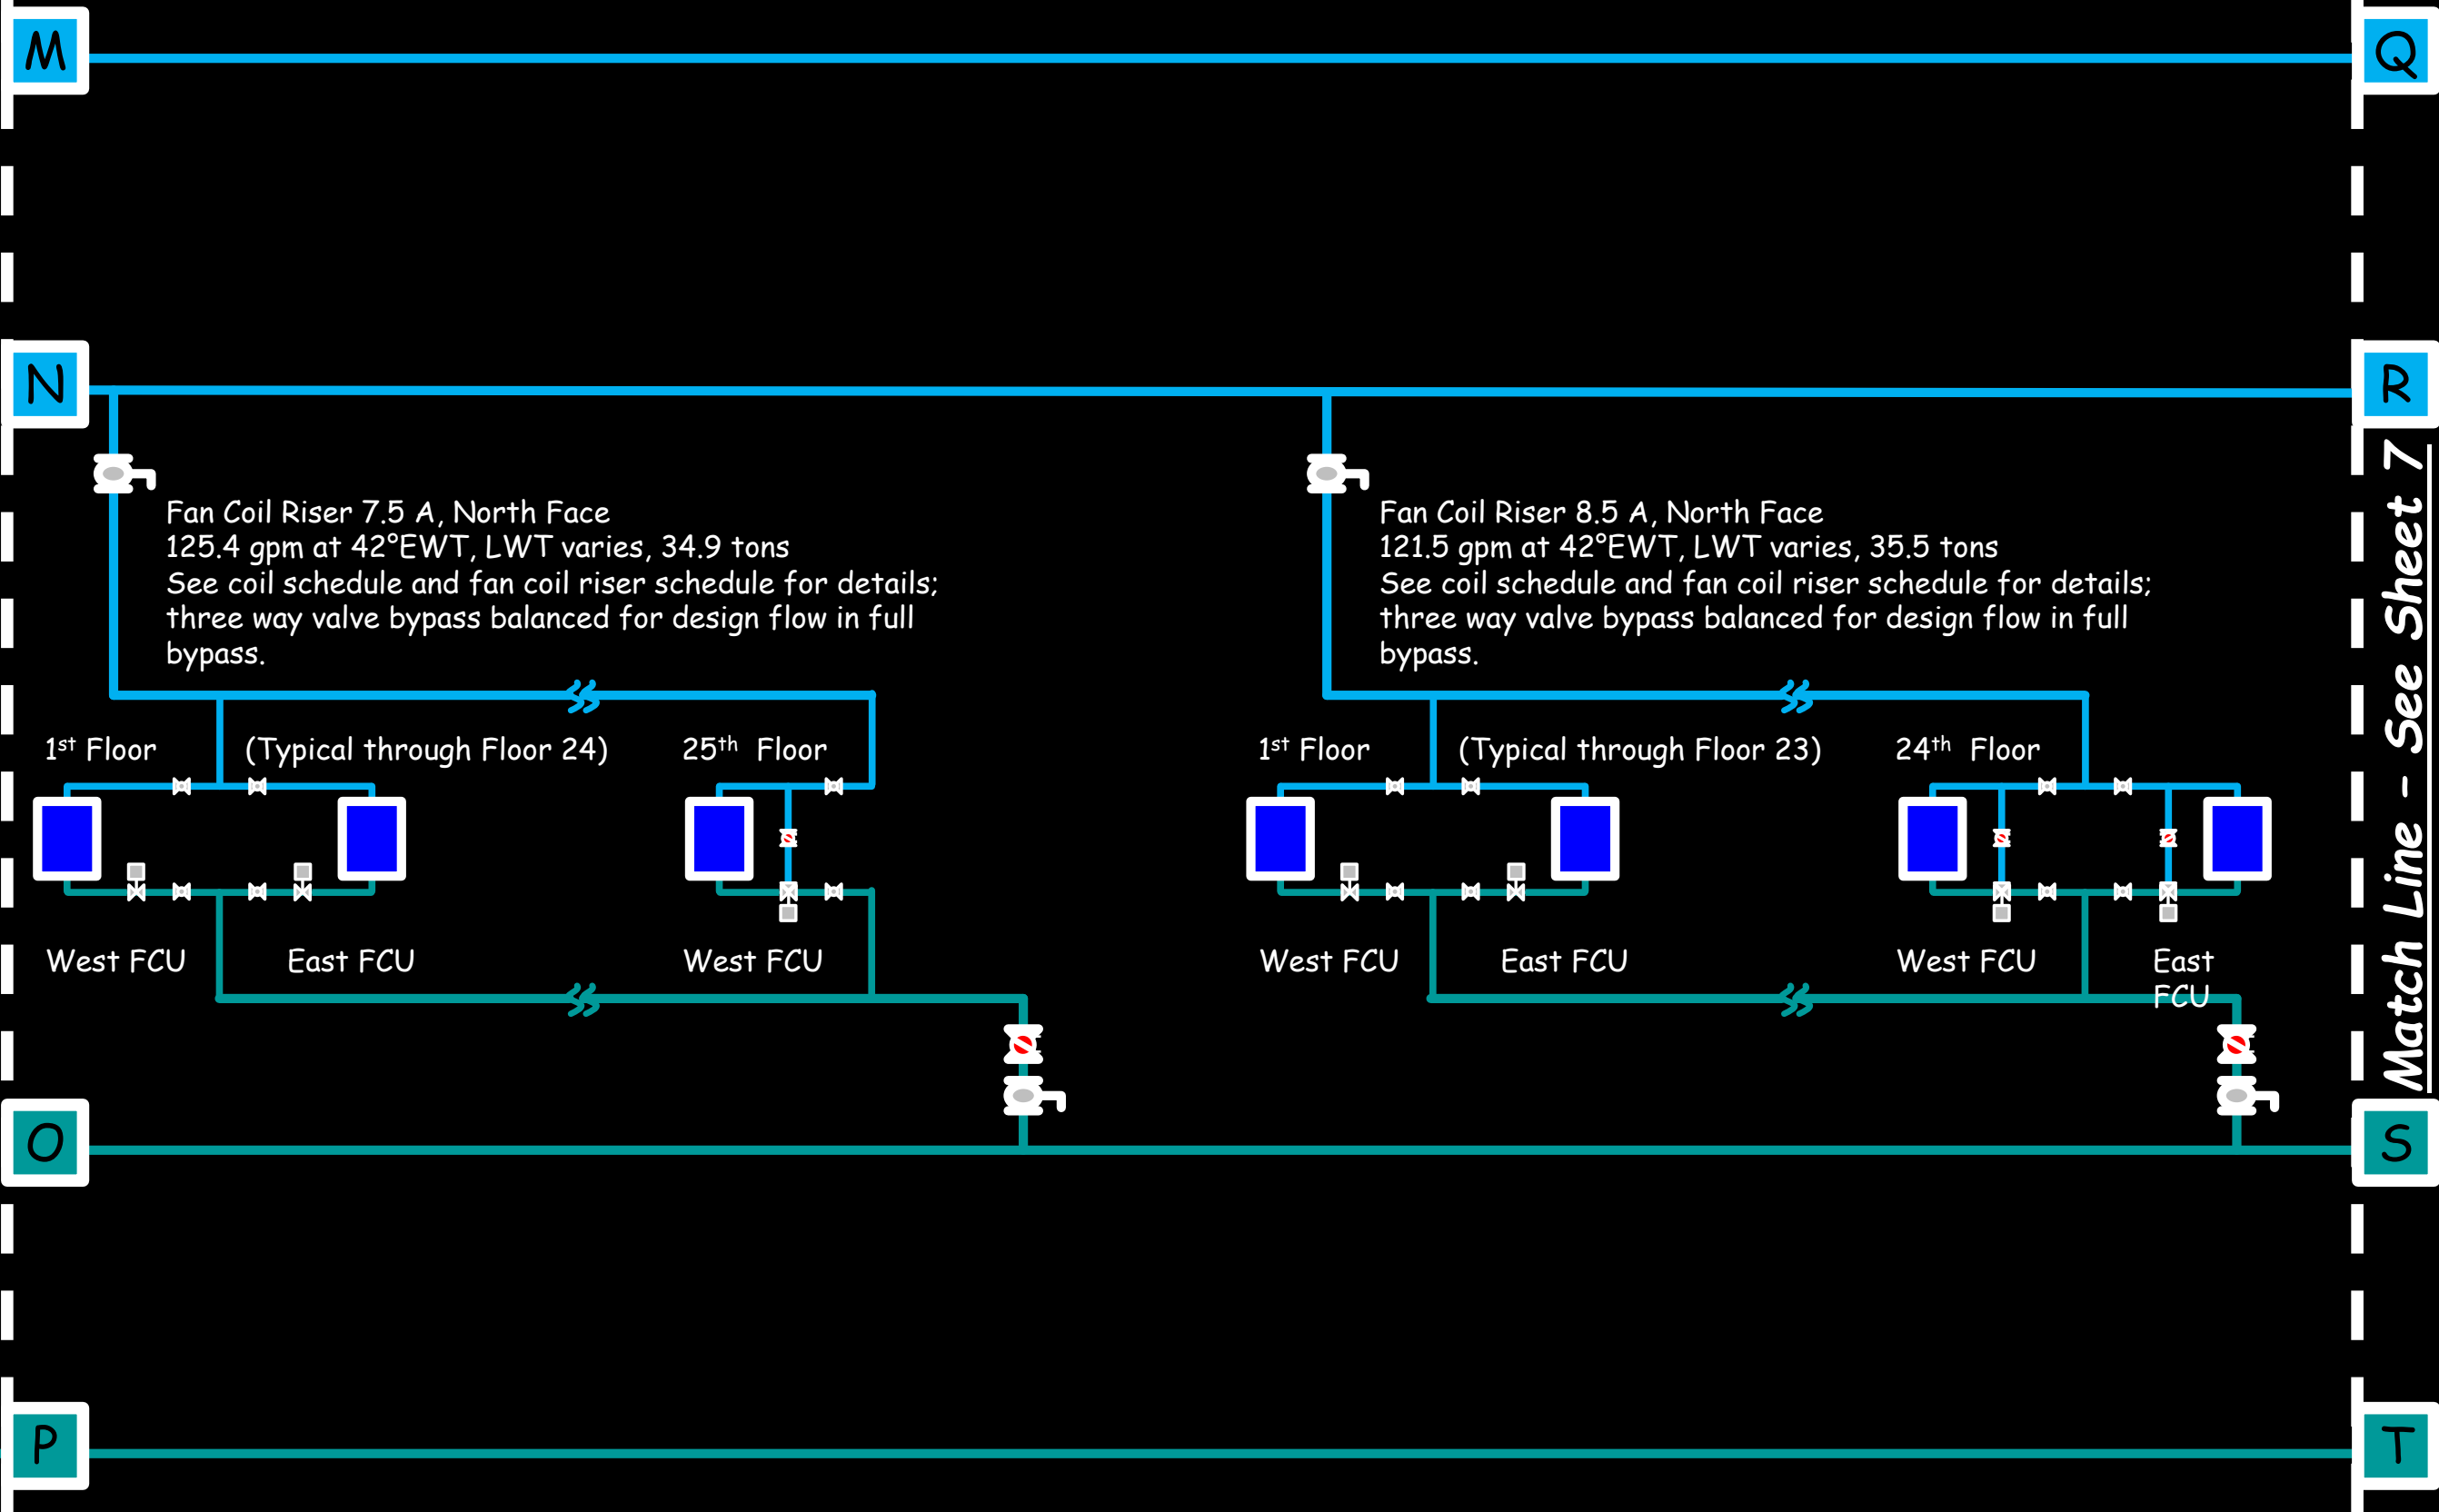 M
Q
N
R
Fan Coil Riser 7.5 A, North Face
125.4 gpm at 42°EWT, LWT varies, 34.9 tons
See coil schedule and fan coil riser schedule for details;
three way valve bypass balanced for design flow in full
bypass.
Fan Coil Riser 8.5 A, North Face
121.5 gpm at 42°EWT, LWT varies, 35.5 tons
See coil schedule and fan coil riser schedule for details;
three way valve bypass balanced for design flow in full
bypass.
Match Line – See Sheet 7
1st Floor
(Typical through Floor 24)
25th Floor
1st Floor
(Typical through Floor 23)
24th Floor
West FCU
East FCU
West FCU
West FCU
East FCU
West FCU
East
FCU
O
S
P
T